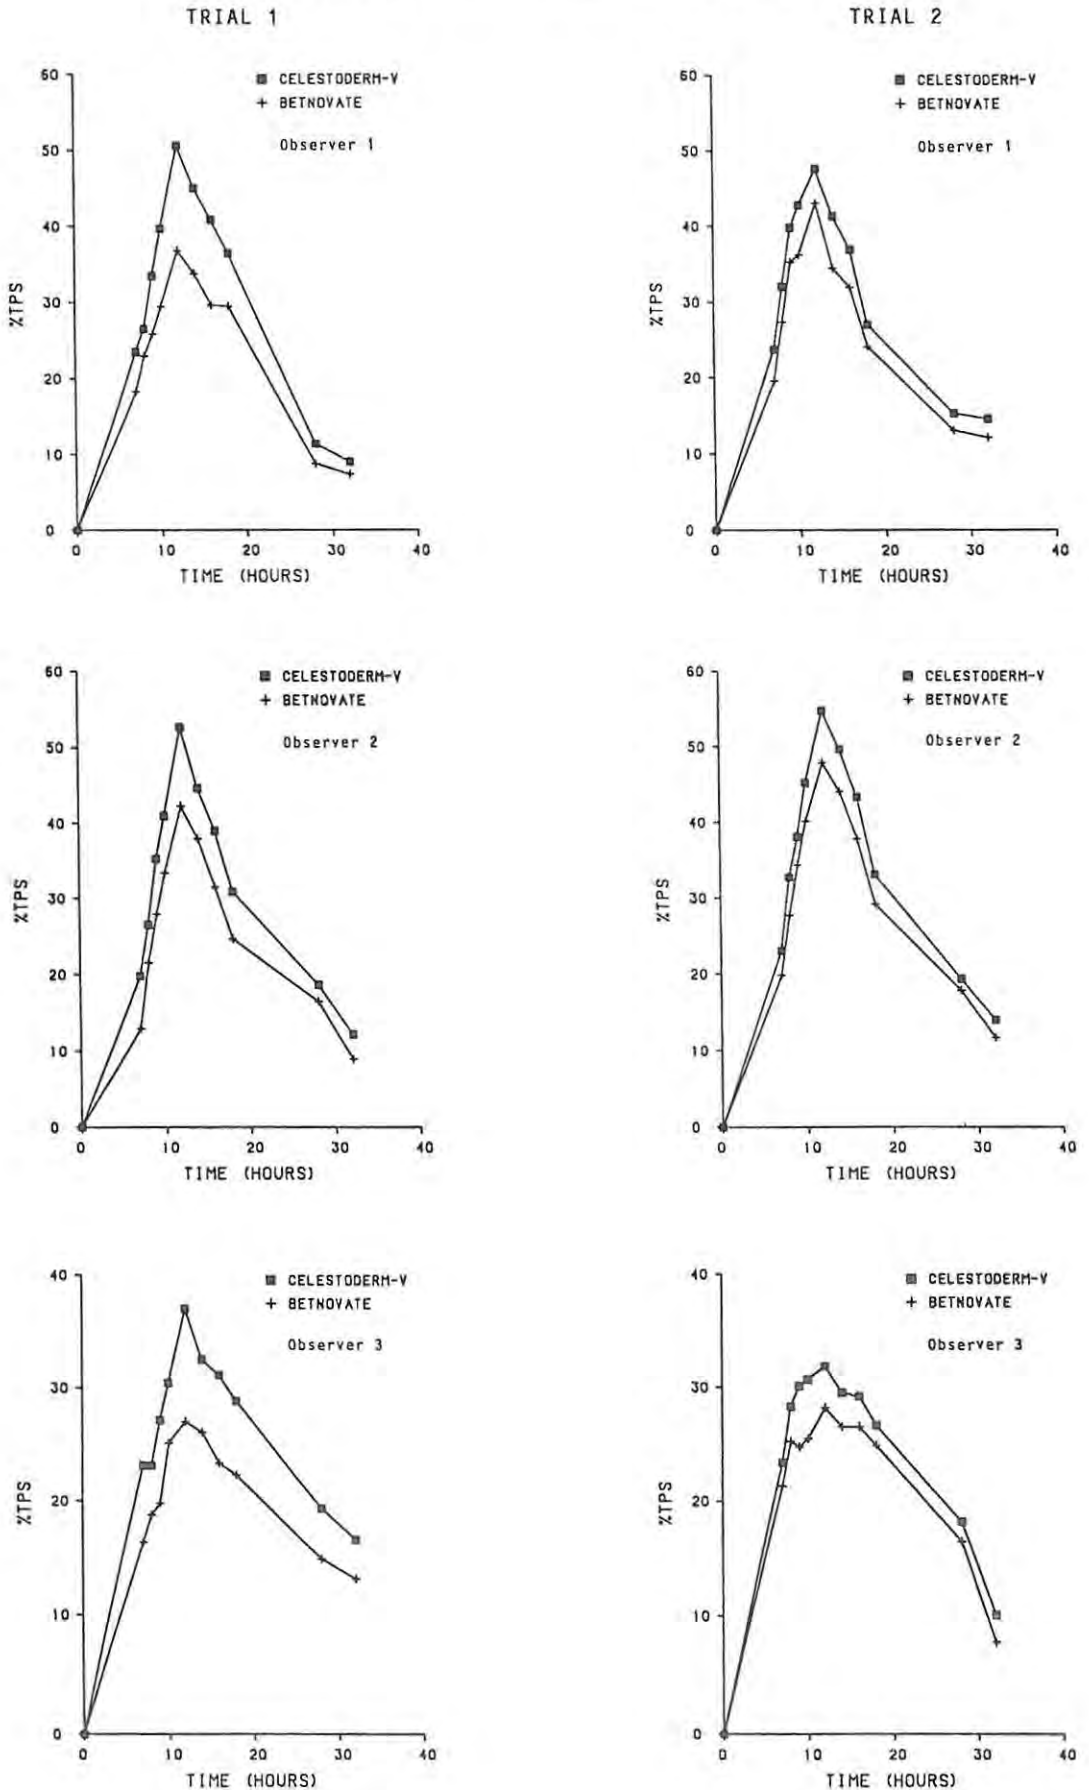 TRIAL 1
TRIAL 2
60
CELESTODERM-V
BETNOVATE
Observer 1
50
40
30
20
10
0
%TPS
0 10 20 30 40
TIME (HOURS)
60
CELESTODERM-V
BETNOVATE
Observer 1
50
40
30
20
10
0
%TPS
0 10 20 30 40
TIME (HOURS)
60
CELESTODERM-V
BETNOVATE
Observer 2
50
40
30
20
10
0
%TPS
0 10 20 30 40
TIME (HOURS)
60
CELESTODERM-V
BETNOVATE
Observer 2
50
40
30
20
10
0
%TPS
0 10 20 30 40
TIME (HOURS)
40
CELESTODERM-V
BETNOVATE
Observer 3
30
20
10
0
%TPS
0 10 20 30 40
TIME (HOURS)
40
CELESTODERM-V
BETNOVATE
Observer 3
30
20
10
0
%TPS
0 10 20 30 40
TIME (HOURS)